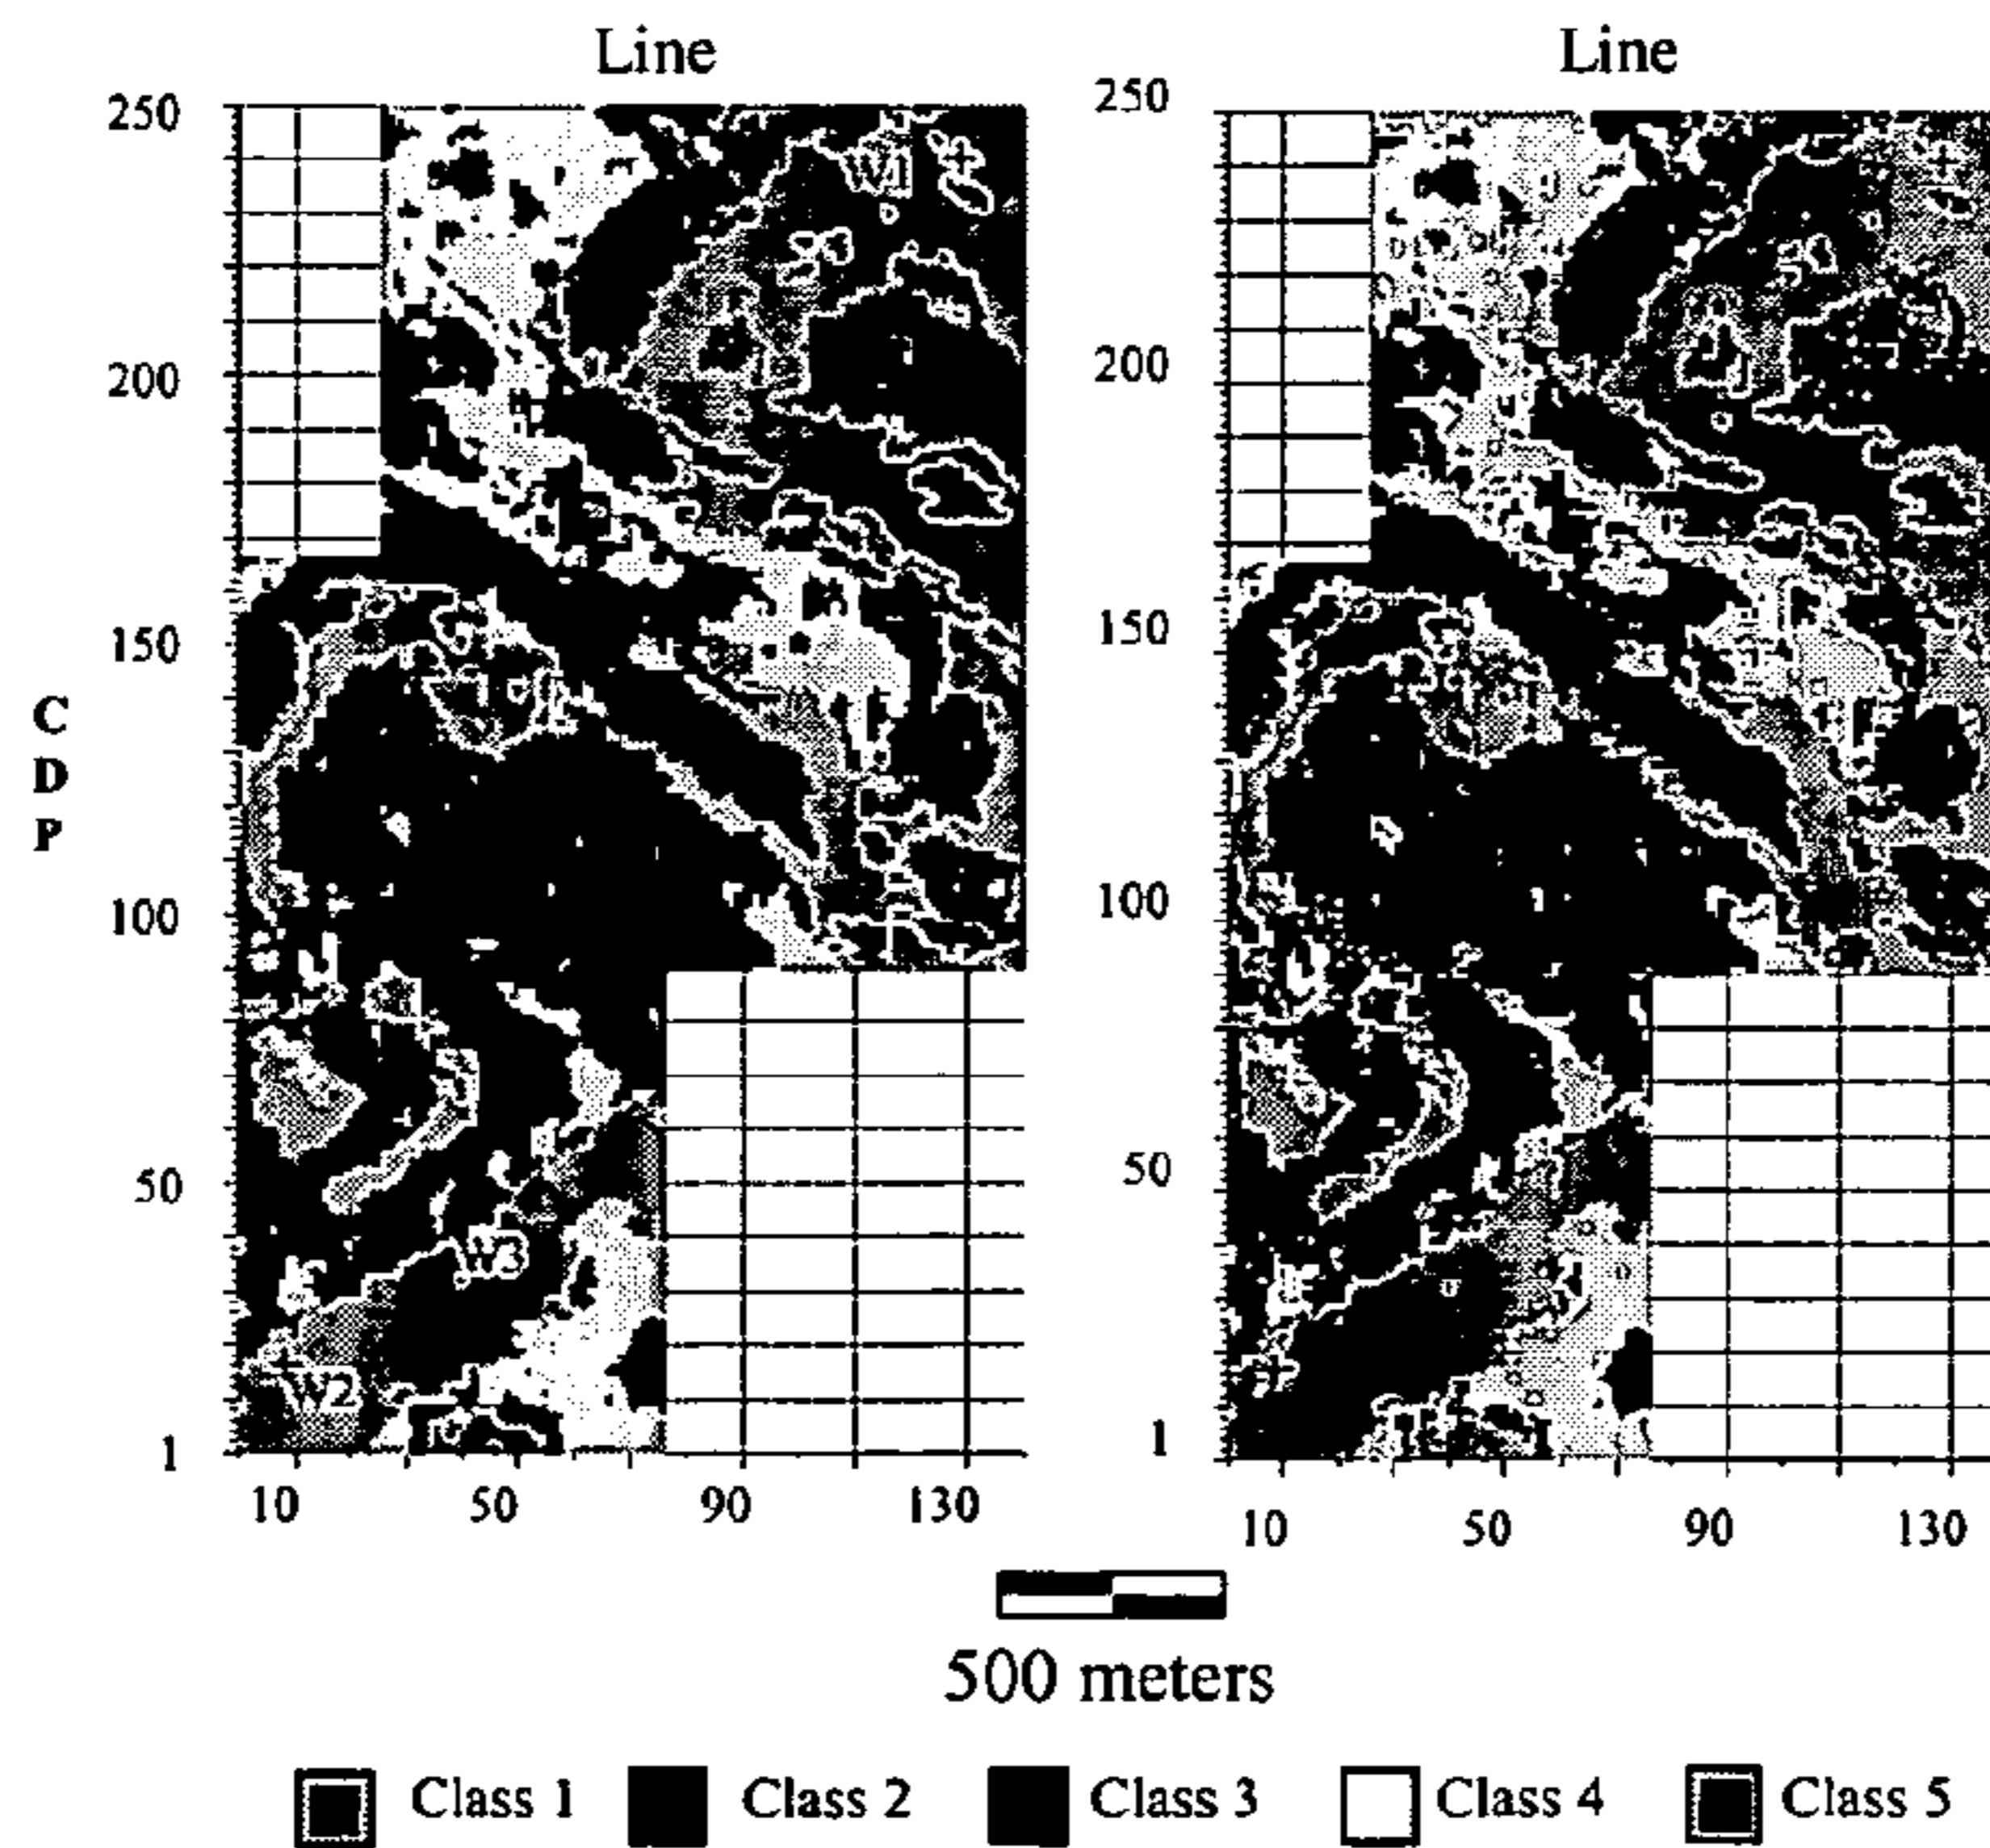 Line Line
250 250
W1
200 200
150 150
C
D
P
100 100
50 50
W3
W2
1 1
10 50 90 130 10 50 90 130
500 meters
Class 1 Class 2 Class 3 Class 4 Class 5